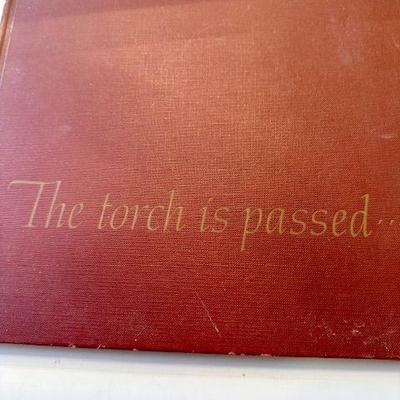 The torch is passed...